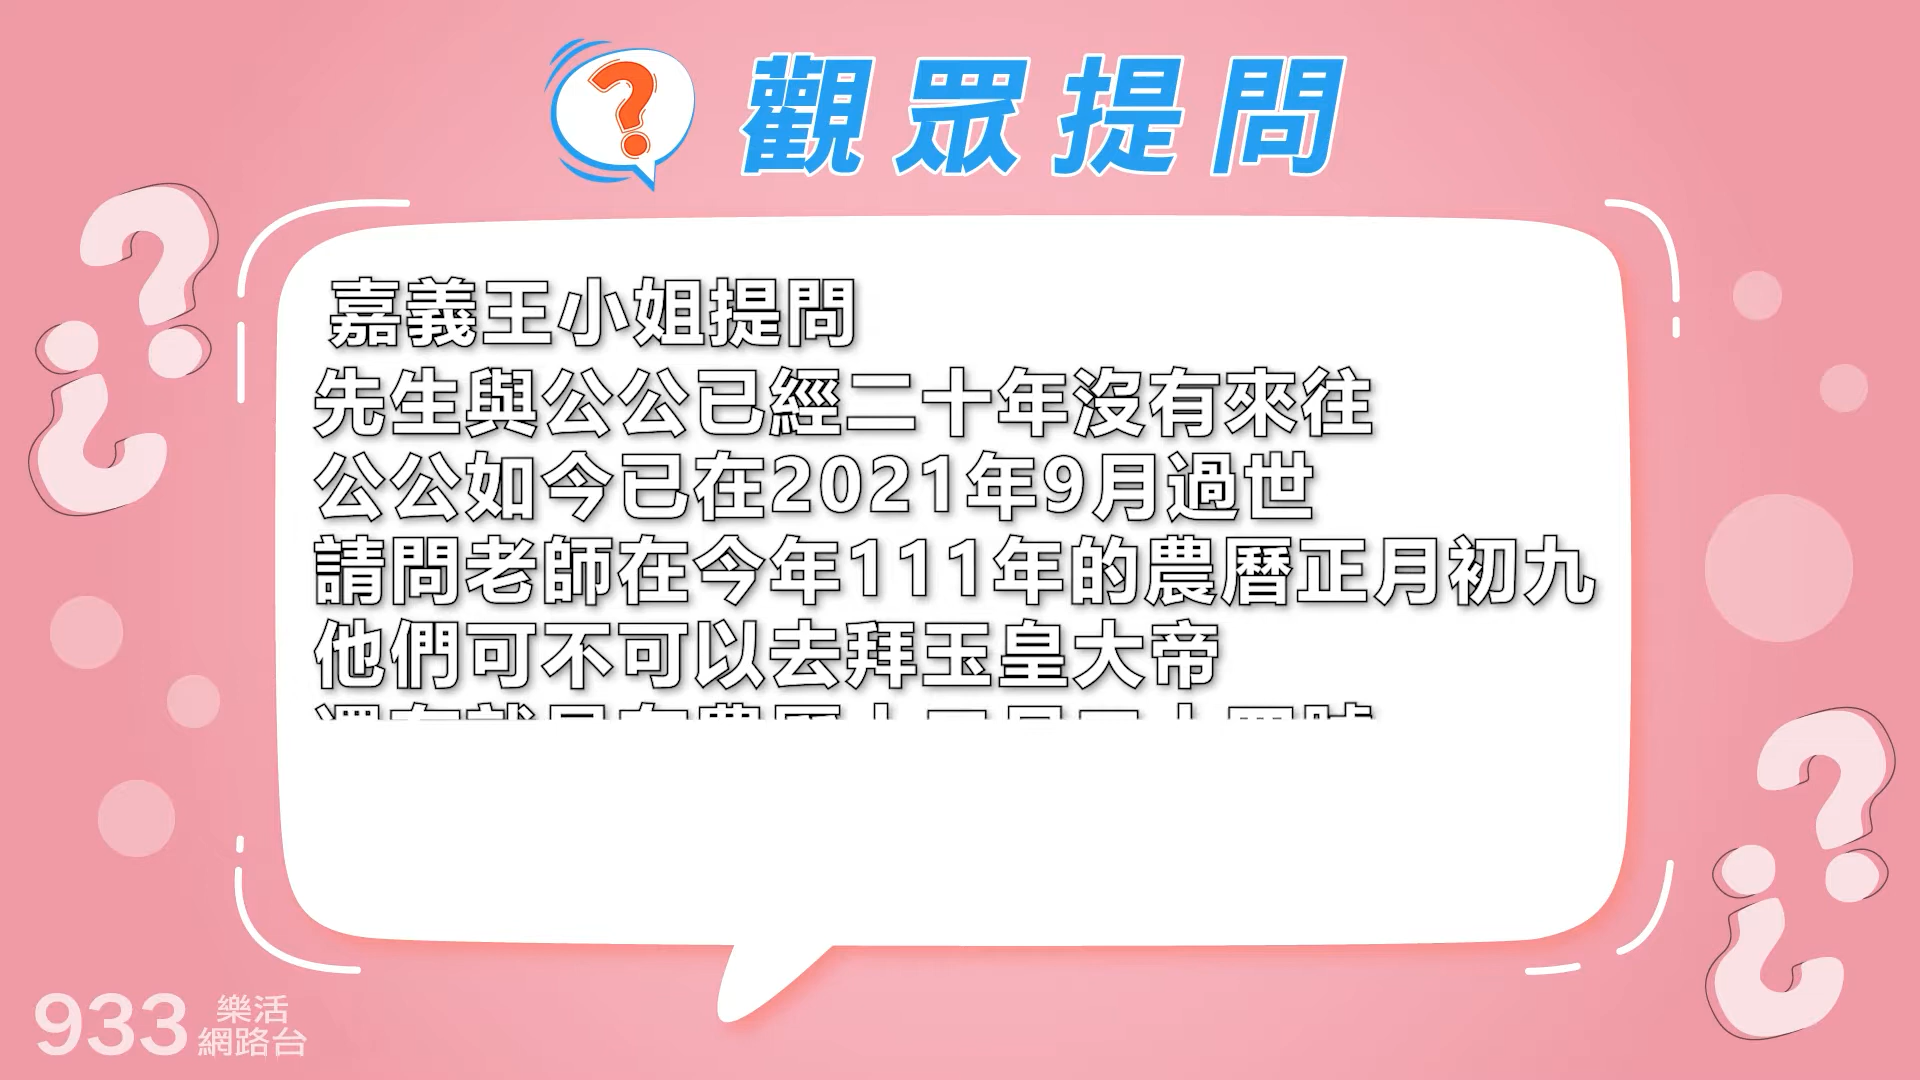 觀眾提問
嘉義王小姐提問
先生與公公已經二十年沒有來往
公公如今已在2021年9月過世
請問老師在今年111年的農曆正月初九
他們可不可以去拜玉皇大帝
933 樂活
網路台